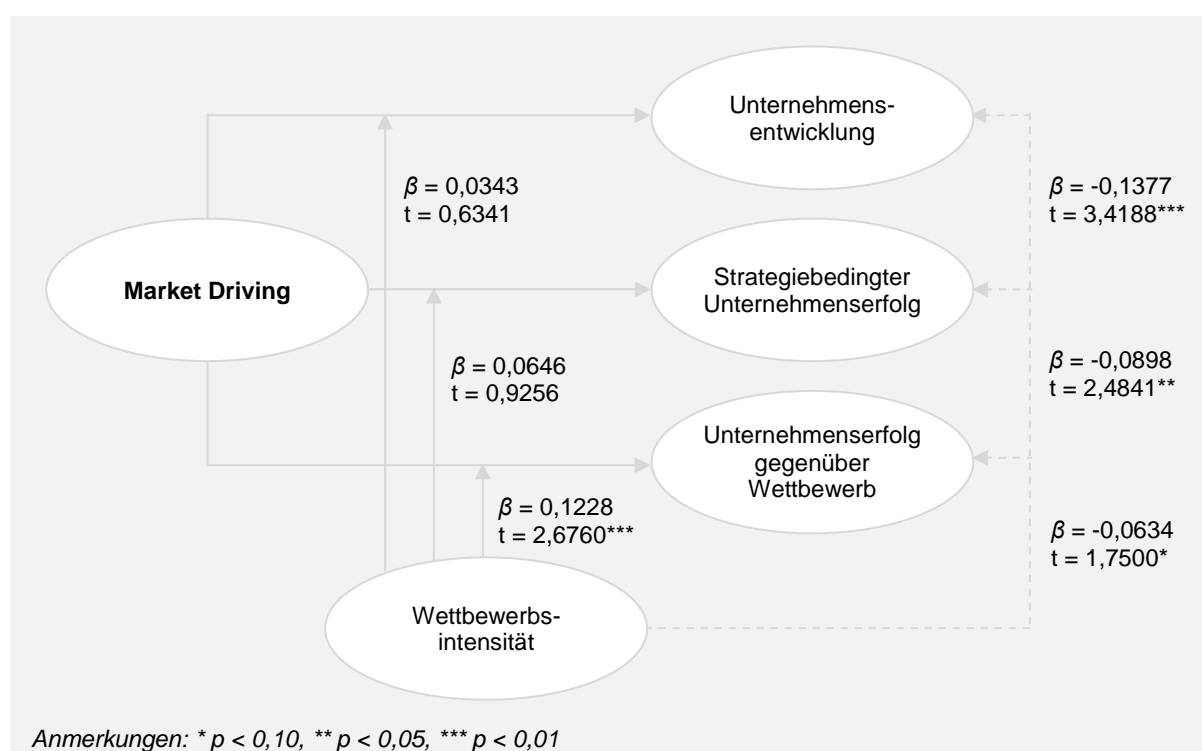 Unternehmens-
entwicklung
β = 0,0343
t = 0,6341
β = -0,1377
t = 3,4188***
Market Driving
Strategiebedingter
Unternehmenserfolg
β = 0,0646
t = 0,9256
β = -0,0898
t = 2,4841**
Unternehmenserfolg
gegenüber
Wettbewerb
β = 0,1228
t = 2,6760***
β = -0,0634
t = 1,7500*
Wettbewerbs-
intensität
Anmerkungen: * p < 0,10, ** p < 0,05, *** p < 0,01